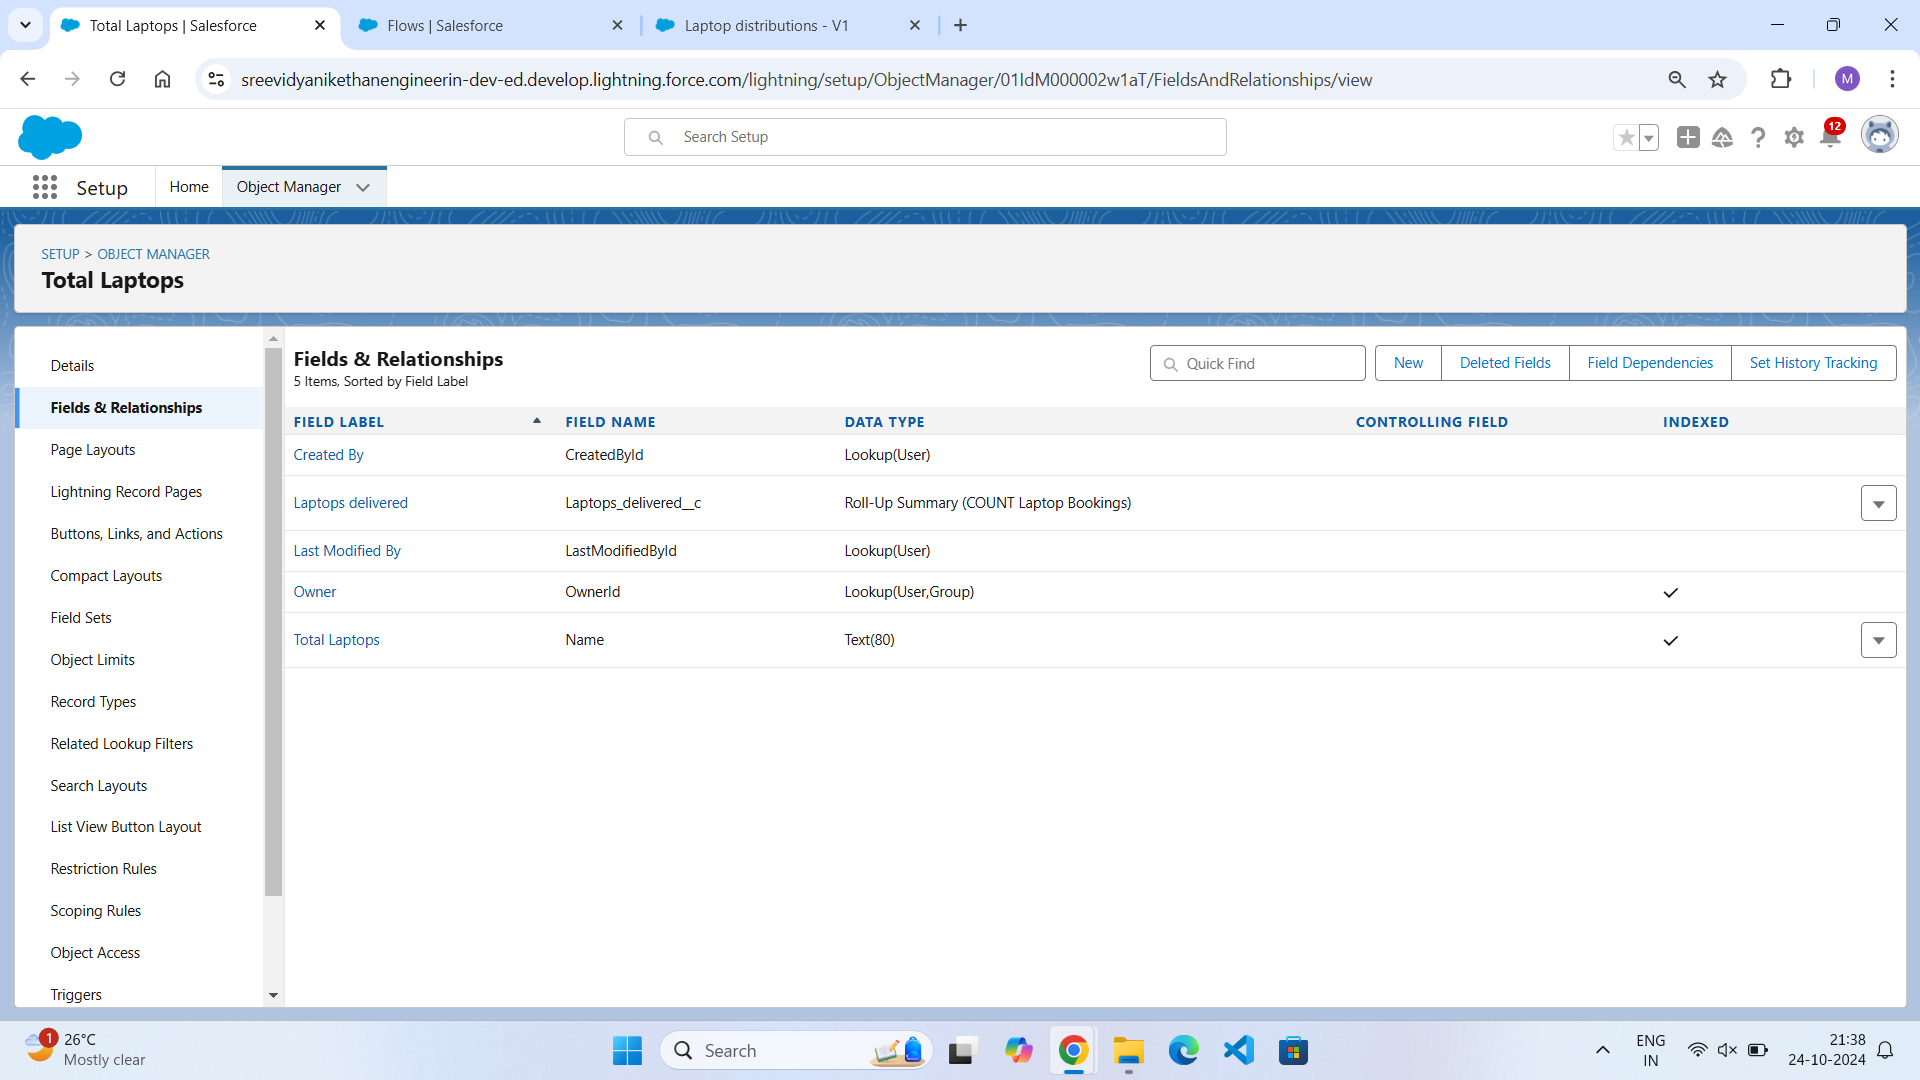 Total Laptops | Salesforce
Flows | Salesforce
Laptop distributions - V1
sreevidyanikethanengineerin-dev-ed.develop.lightning.force.com/lightning/setup/ObjectManager/01IdM000002w1aT/FieldsAndRelationships/view
M
Search Setup
12
Setup
Home
Object Manager
SETUP > OBJECT MANAGER
Total Laptops
Details
Fields & Relationships
Page Layouts
Lightning Record Pages
Buttons, Links, and Actions
Compact Layouts
Field Sets
Object Limits
Record Types
Related Lookup Filters
Search Layouts
List View Button Layout
Restriction Rules
Scoping Rules
Object Access
Triggers
Fields & Relationships
5 Items, Sorted by Field Label
Quick Find
New
Deleted Fields
Field Dependencies
Set History Tracking
FIELD LABEL FIELD NAME DATA TYPE CONTROLLING FIELD INDEXED
Created By CreatedById Lookup(User)
Laptops delivered Laptops_delivered__c Roll-Up Summary (COUNT Laptop Bookings)
Last Modified By LastModifiedById Lookup(User)
Owner OwnerId Lookup(User,Group)
Total Laptops Name Text(80)
1
26°C
Mostly clear
Search
ENG
IN
21:38
24-10-2024